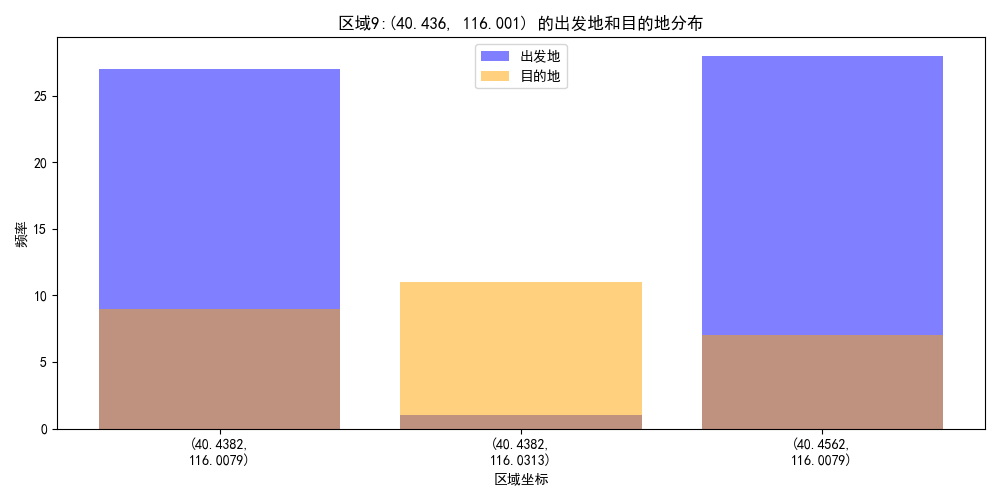 区域9:(40.436, 116.001) 的出发地和目的地分布
出发地
目的地
频率
25
20
15
10
5
0
(40.4382,
116.0079)
(40.4382,
116.0313)
(40.4562,
116.0079)
区域坐标